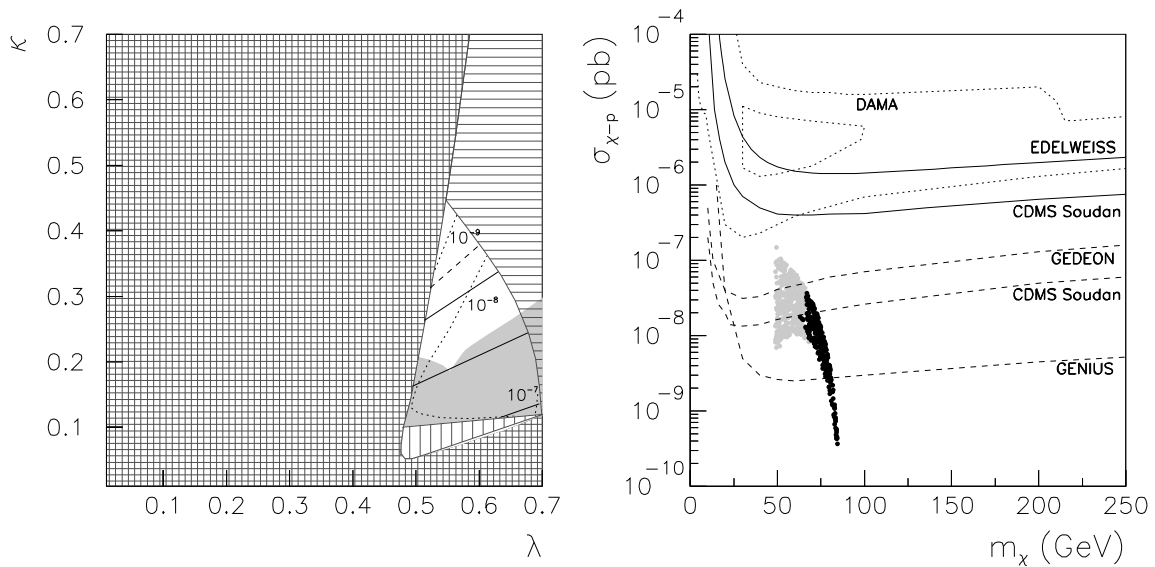 κ
0.7
0.6
0.5
0.4
0.3
0.2
0.1
10⁻⁹
10⁻⁸
10⁻⁷
0.1 0.2 0.3 0.4 0.5 0.6 0.7
λ
σχ−p (pb)
10⁻⁴
10⁻⁵
10⁻⁶
10⁻⁷
10⁻⁸
10⁻⁹
10⁻¹⁰
DAMA
EDELWEISS
CDMS Soudan
GEDEON
CDMS Soudan
GENIUS
0 50 100 150 200 250
mχ (GeV)